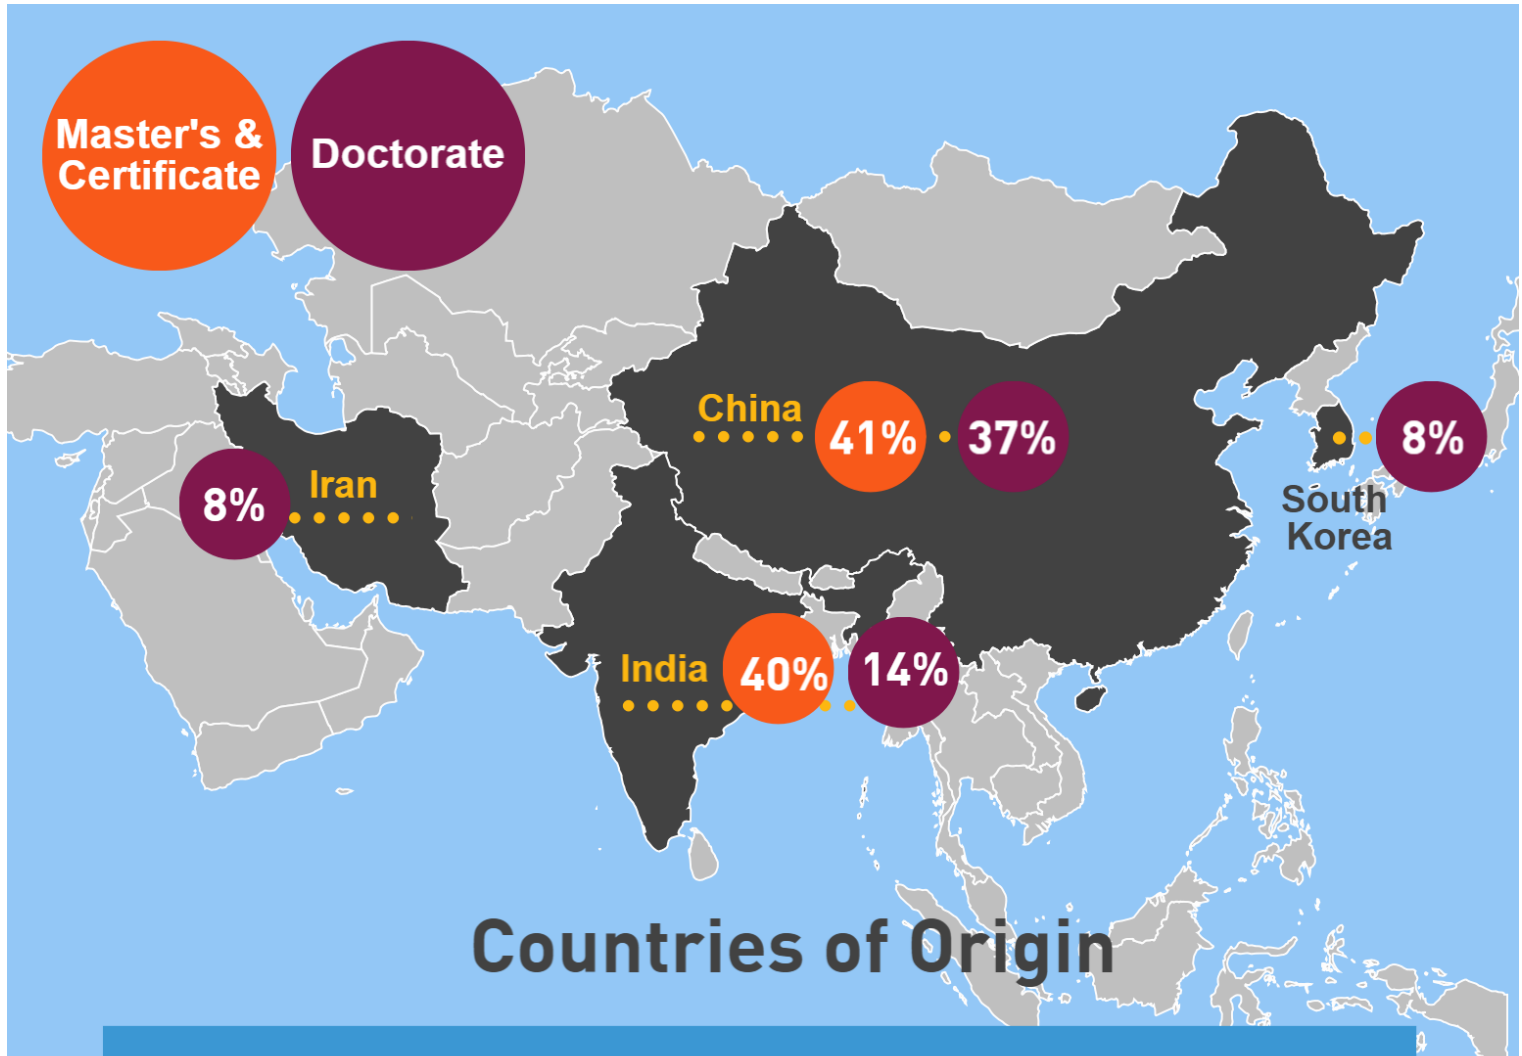 Master's &
Certificate
Doctorate
China
41%
37%
8%
South
Korea
8%
Iran
India
40%
14%
Countries of Origin